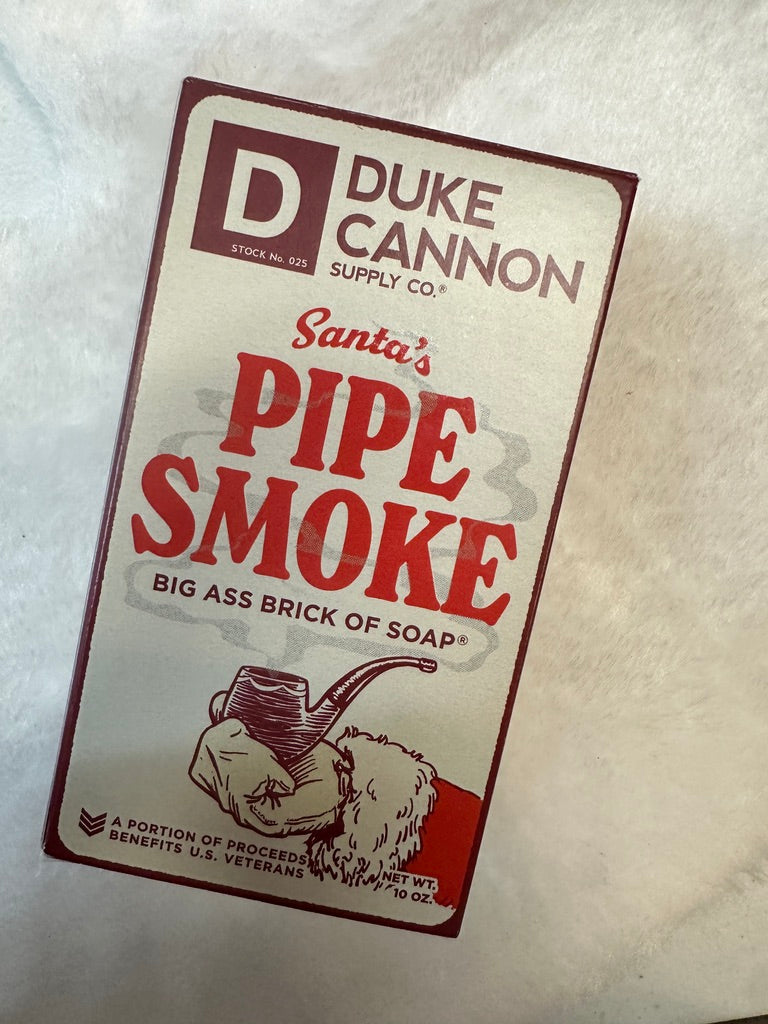 D
STOCK No. 025
DUKE
CANNON
SUPPLY CO.®
Santa's
PIPE
SMOKE
BIG ASS BRICK OF SOAP®
A PORTION OF PROCEEDS
BENEFITS U.S. VETERANS
NET WT.
10 OZ.